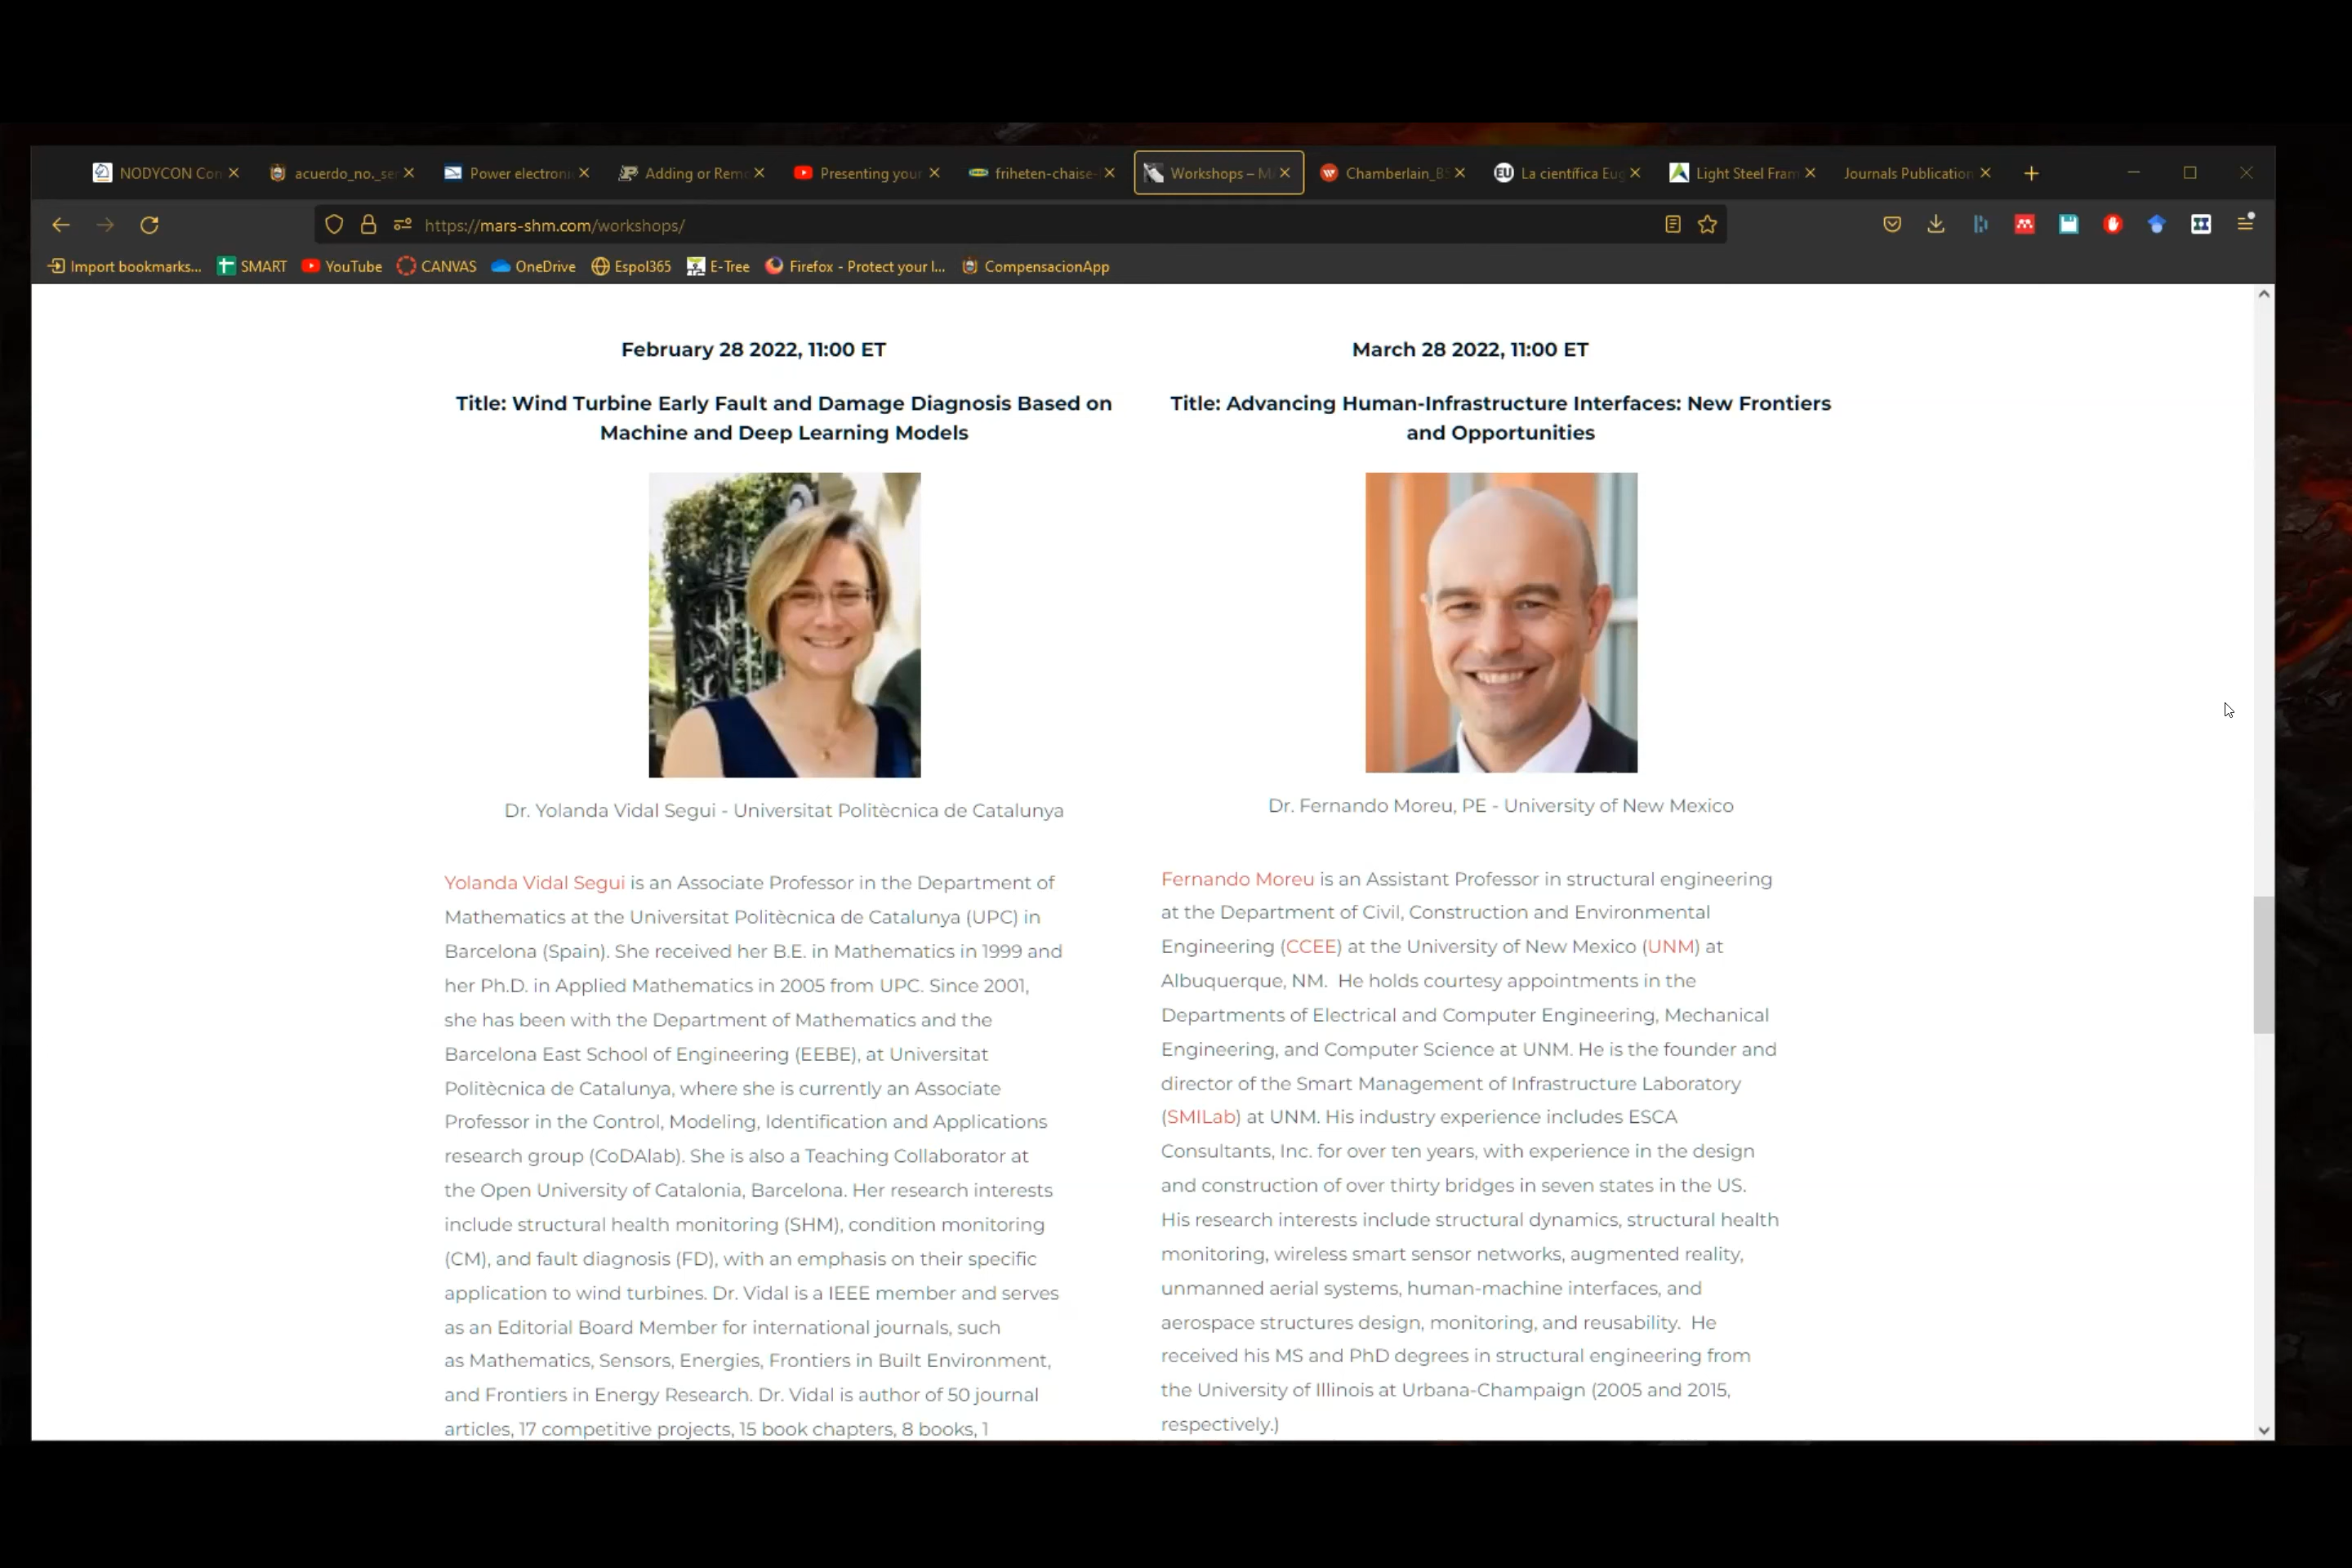 NODYCON Con
acuerdo_no._se
Power electroni
Adding or Remo
Presenting your
friheten-chaise-
Workshops – M
Chamberlain_B
EU La científica Eug
Light Steel Fram
Journals Publication
https://mars-shm.com/workshops/
Import bookmarks...
SMART
YouTube
CANVAS
OneDrive
Espol365
E-Tree
Firefox - Protect your l...
CompensacionApp
February 28 2022, 11:00 ET
Title: Wind Turbine Early Fault and Damage Diagnosis Based on
Machine and Deep Learning Models
Dr. Yolanda Vidal Segui - Universitat Politècnica de Catalunya
Yolanda Vidal Segui is an Associate Professor in the Department of
Mathematics at the Universitat Politècnica de Catalunya (UPC) in
Barcelona (Spain). She received her B.E. in Mathematics in 1999 and
her Ph.D. in Applied Mathematics in 2005 from UPC. Since 2001,
she has been with the Department of Mathematics and the
Barcelona East School of Engineering (EEBE), at Universitat
Politècnica de Catalunya, where she is currently an Associate
Professor in the Control, Modeling, Identification and Applications
research group (CoDAlab). She is also a Teaching Collaborator at
the Open University of Catalonia, Barcelona. Her research interests
include structural health monitoring (SHM), condition monitoring
(CM), and fault diagnosis (FD), with an emphasis on their specific
application to wind turbines. Dr. Vidal is a IEEE member and serves
as an Editorial Board Member for international journals, such
as Mathematics, Sensors, Energies, Frontiers in Built Environment,
and Frontiers in Energy Research. Dr. Vidal is author of 50 journal
articles, 17 competitive projects, 15 book chapters, 8 books, 1
March 28 2022, 11:00 ET
Title: Advancing Human-Infrastructure Interfaces: New Frontiers
and Opportunities
Dr. Fernando Moreu, PE - University of New Mexico
Fernando Moreu is an Assistant Professor in structural engineering
at the Department of Civil, Construction and Environmental
Engineering (CCEE) at the University of New Mexico (UNM) at
Albuquerque, NM. He holds courtesy appointments in the
Departments of Electrical and Computer Engineering, Mechanical
Engineering, and Computer Science at UNM. He is the founder and
director of the Smart Management of Infrastructure Laboratory
(SMILab) at UNM. His industry experience includes ESCA
Consultants, Inc. for over ten years, with experience in the design
and construction of over thirty bridges in seven states in the US.
His research interests include structural dynamics, structural health
monitoring, wireless smart sensor networks, augmented reality,
unmanned aerial systems, human-machine interfaces, and
aerospace structures design, monitoring, and reusability. He
received his MS and PhD degrees in structural engineering from
the University of Illinois at Urbana-Champaign (2005 and 2015,
respectively.)